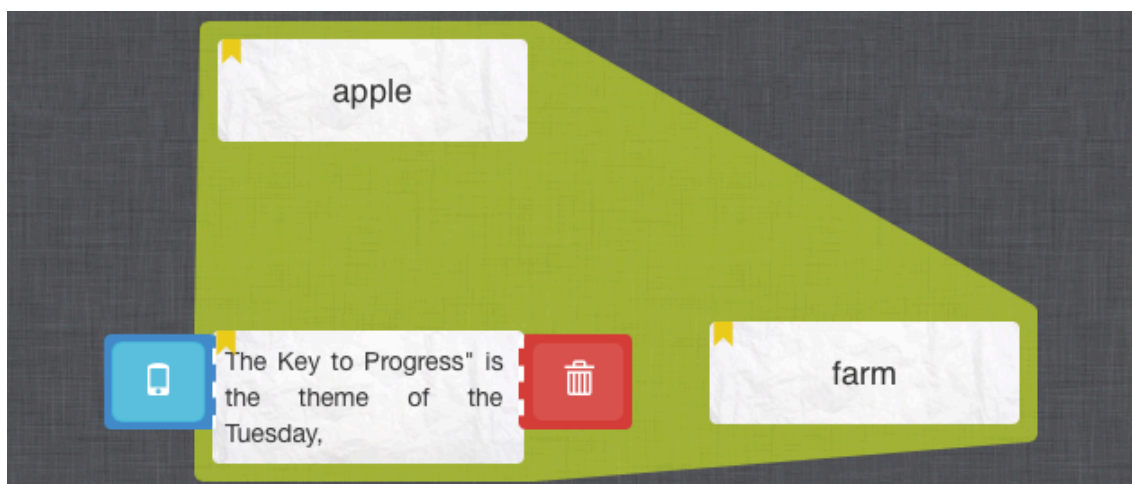 apple
The Key to Progress" is
the theme of the
Tuesday,
farm